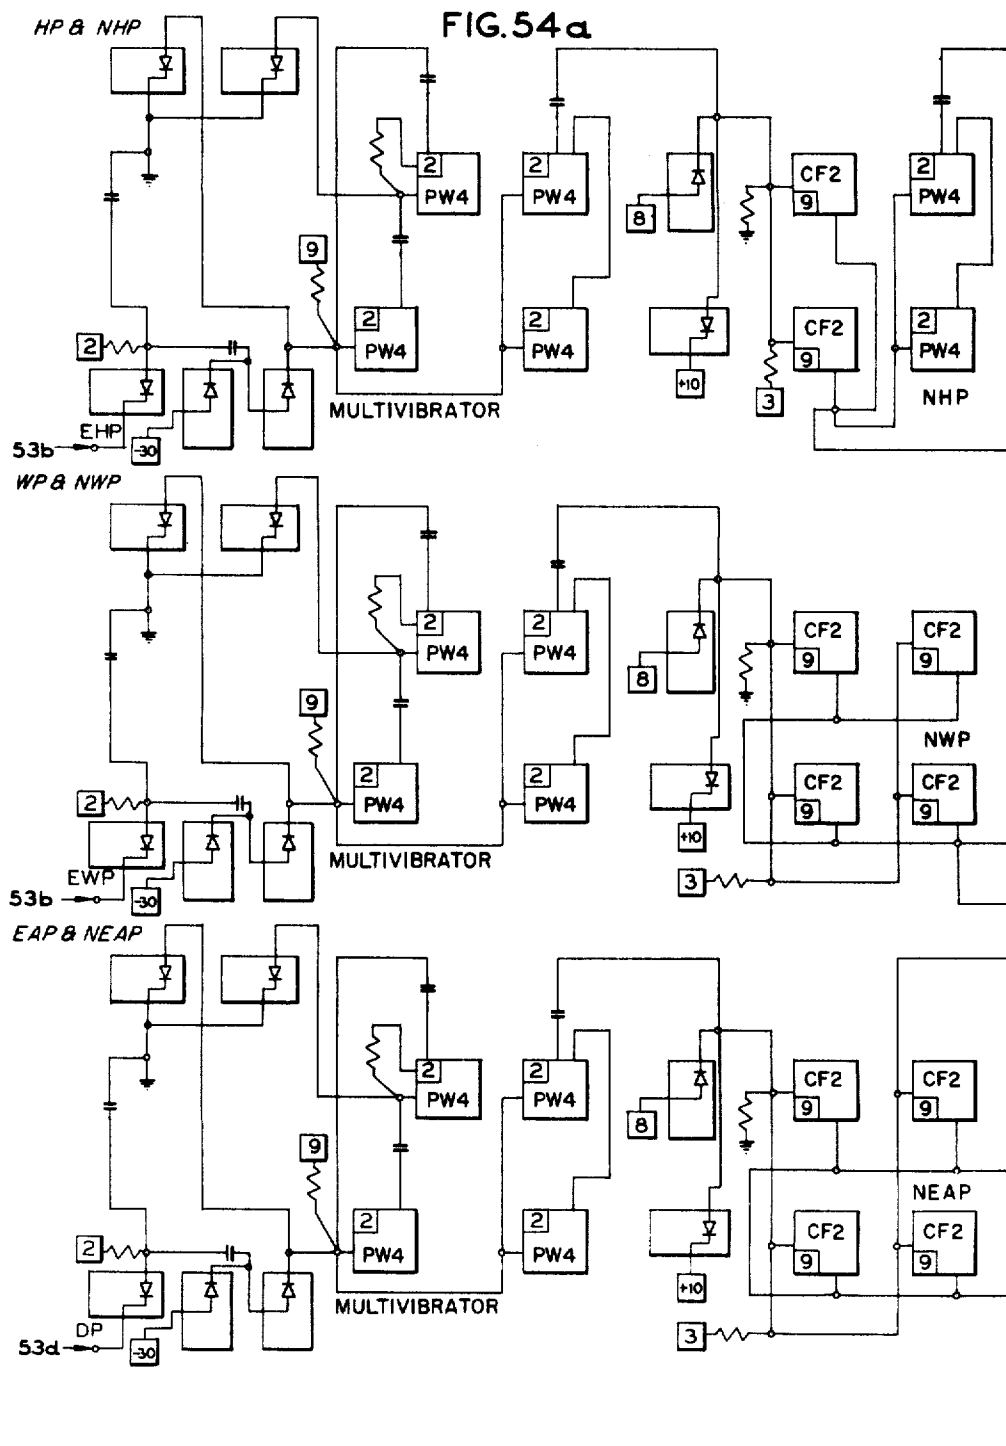 FIG. 54a
HP & NHP
2 PW4
2 PW4
CF2 9
2 PW4
8
9
2 PW4
2 PW4
CF2 9
2 PW4
2
+10
3
NHP
MULTIVIBRATOR
EHP
53b
-30
WP & NWP
2 PW4
2 PW4
CF2 9
CF2 9
8
9
NWP
2 PW4
2 PW4
CF2 9
CF2 9
2
+10
MULTIVIBRATOR
EWP
3
53b
-30
EAP & NEAP
2 PW4
2 PW4
CF2 9
CF2 9
8
9
NEAP
2 PW4
2 PW4
CF2 9
CF2 9
2
+10
MULTIVIBRATOR
DP
3
53d
-30